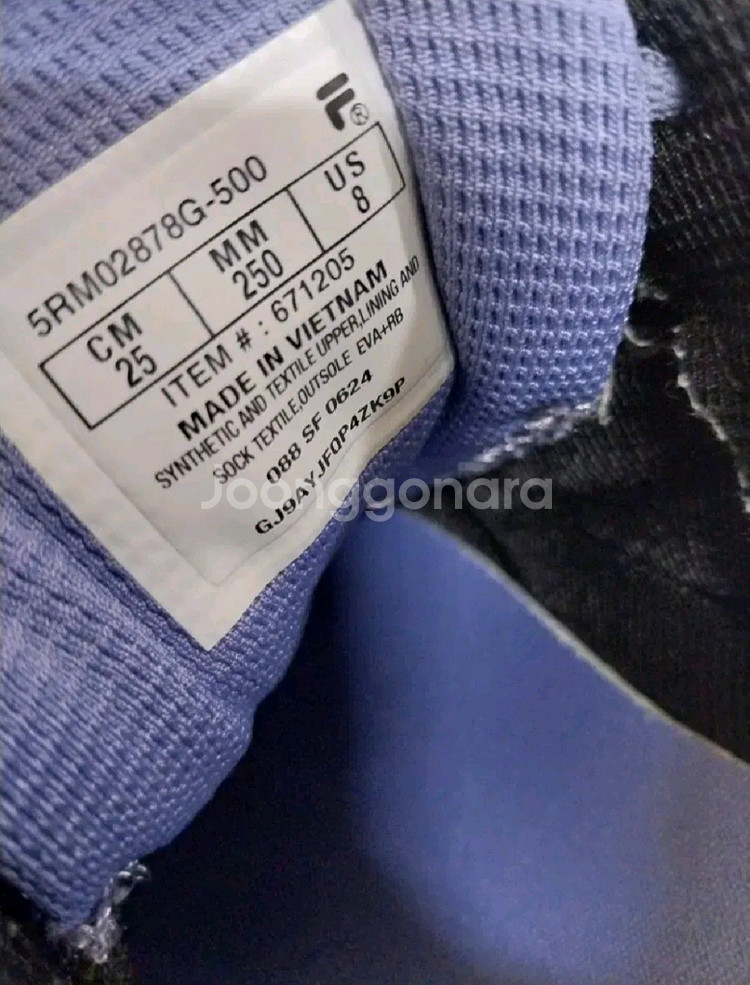 F®
5RM02878G-500
CM MM US
25 250 8
ITEM # : 671205
MADE IN VIETNAM
SYNTHETIC AND TEXTILE UPPER,LINING AND
SOCK TEXTILE,OUTSOLE EVA+RB
088 SF 0624
GJ9AYJFQP4ZK9P
Joonggonara